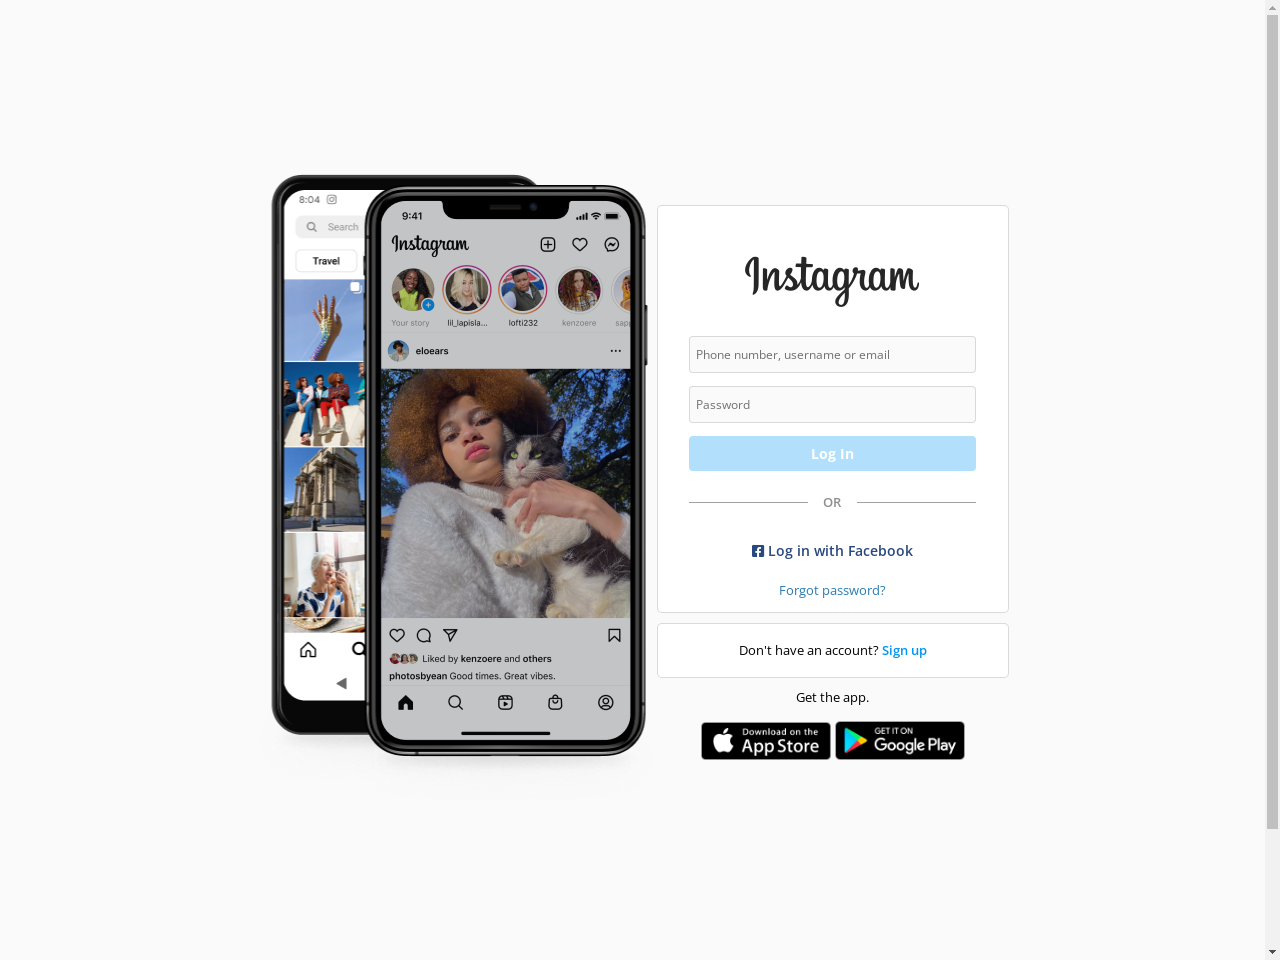 8:04
Search
Travel
9:41
Instagram
Your story
lil_lapisla...
lofti232
kenzoere
sapp
eloears
Liked by kenzoere and others
photosbyean Good times. Great vibes.
Instagram
Phone number, username or email
Password
Log In
OR
Log in with Facebook
Forgot password?
Don't have an account? Sign up
Get the app.
Download on the
App Store
GET IT ON
Google Play